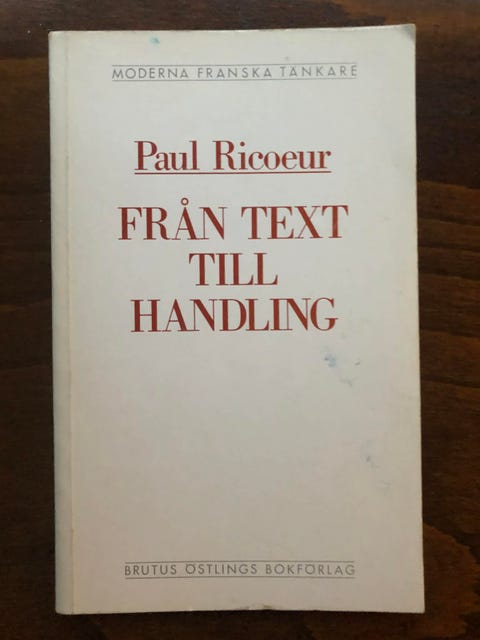 MODERNA FRANSKA TÄNKARE
Paul Ricoeur
FRÅN TEXT
TILL
HANDLING
BRUTUS ÖSTLINGS BOKFÖRLAG